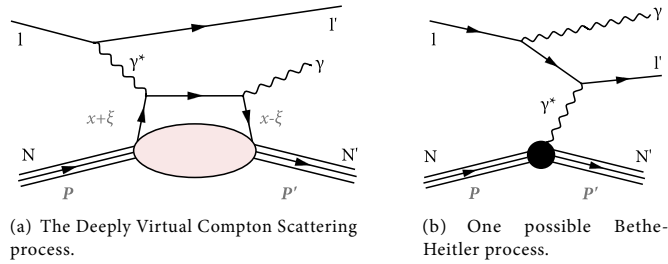 l
l'
γ*
γ
x+ξ
x-ξ
N
N'
P
P'
(a) The Deeply Virtual Compton Scattering
process.
l
γ
l'
γ*
N
N'
P
P'
(b) One possible Bethe-
Heitler process.